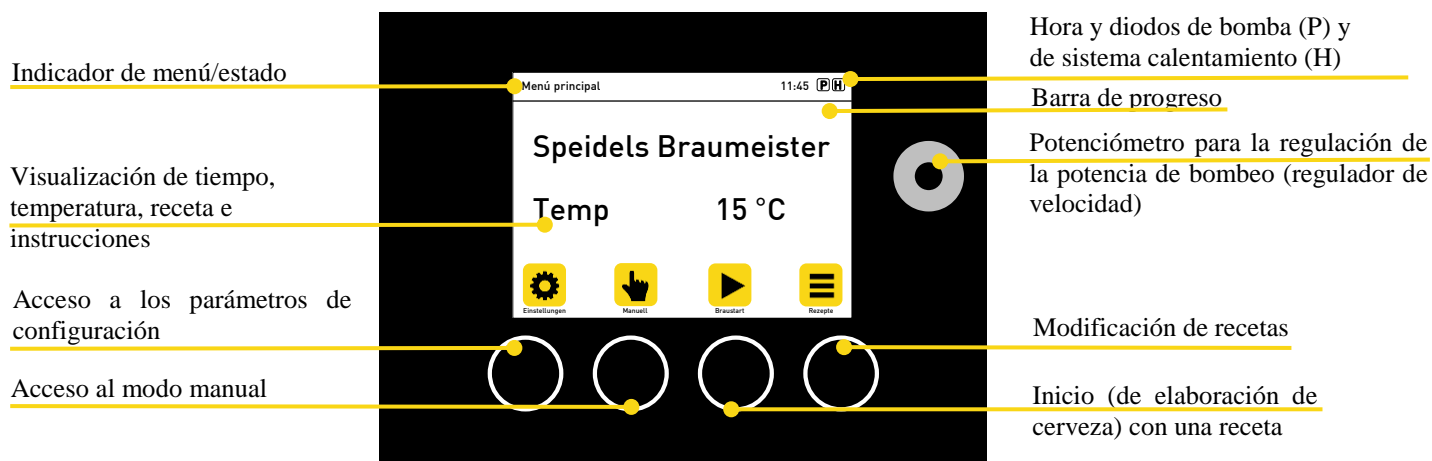 Indicador de menú/estado
Visualización de tiempo,
temperatura, receta e
instrucciones
Acceso a los parámetros de
configuración
Acceso al modo manual
Menú principal
11:45 P H
Speidels Braumeister
Temp 15 °C
Einstellungen Manuell Braustart Rezepte
Hora y diodos de bomba (P) y
de sistema calentamiento (H)
Barra de progreso
Potenciómetro para la regulación de
la potencia de bombeo (regulador de
velocidad)
Modificación de recetas
Inicio (de elaboración de
cerveza) con una receta